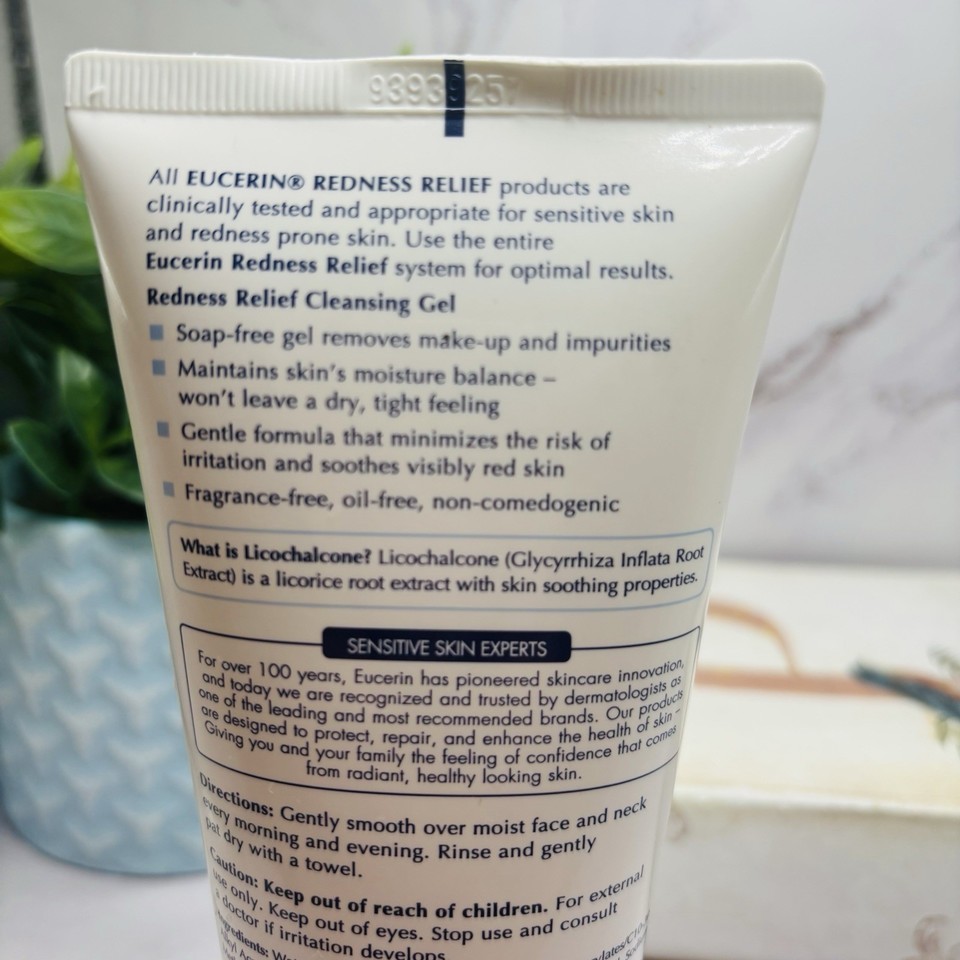 93939257
All EUCERIN® REDNESS RELIEF products are
clinically tested and appropriate for sensitive skin
and redness prone skin. Use the entire
Eucerin Redness Relief system for optimal results.
Redness Relief Cleansing Gel
Soap-free gel removes make-up and impurities
Maintains skin's moisture balance –
won't leave a dry, tight feeling
Gentle formula that minimizes the risk of
irritation and soothes visibly red skin
Fragrance-free, oil-free, non-comedogenic
What is Licochalcone? Licochalcone (Glycyrrhiza Inflata Root
Extract) is a licorice root extract with skin soothing properties.
SENSITIVE SKIN EXPERTS
For over 100 years, Eucerin has pioneered skincare innovation,
and today we are recognized and trusted by dermatologists as
one of the leading and most recommended brands. Our products
are designed to protect, repair, and enhance the health of skin –
Giving you and your family the feeling of confidence that comes
from radiant, healthy looking skin.
Directions: Gently smooth over moist face and neck
every morning and evening. Rinse and gently
pat dry with a towel.
Caution: Keep out of reach of children. For external
use only. Keep out of eyes. Stop use and consult
a doctor if irritation develops.